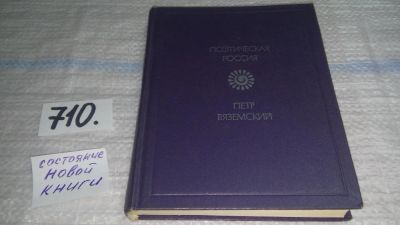 ПОЭТИЧЕСКАЯ
РОССИЯ
ПЕТР
ВЯЗЕМСКИЙ
710.
состояние
новой
книги